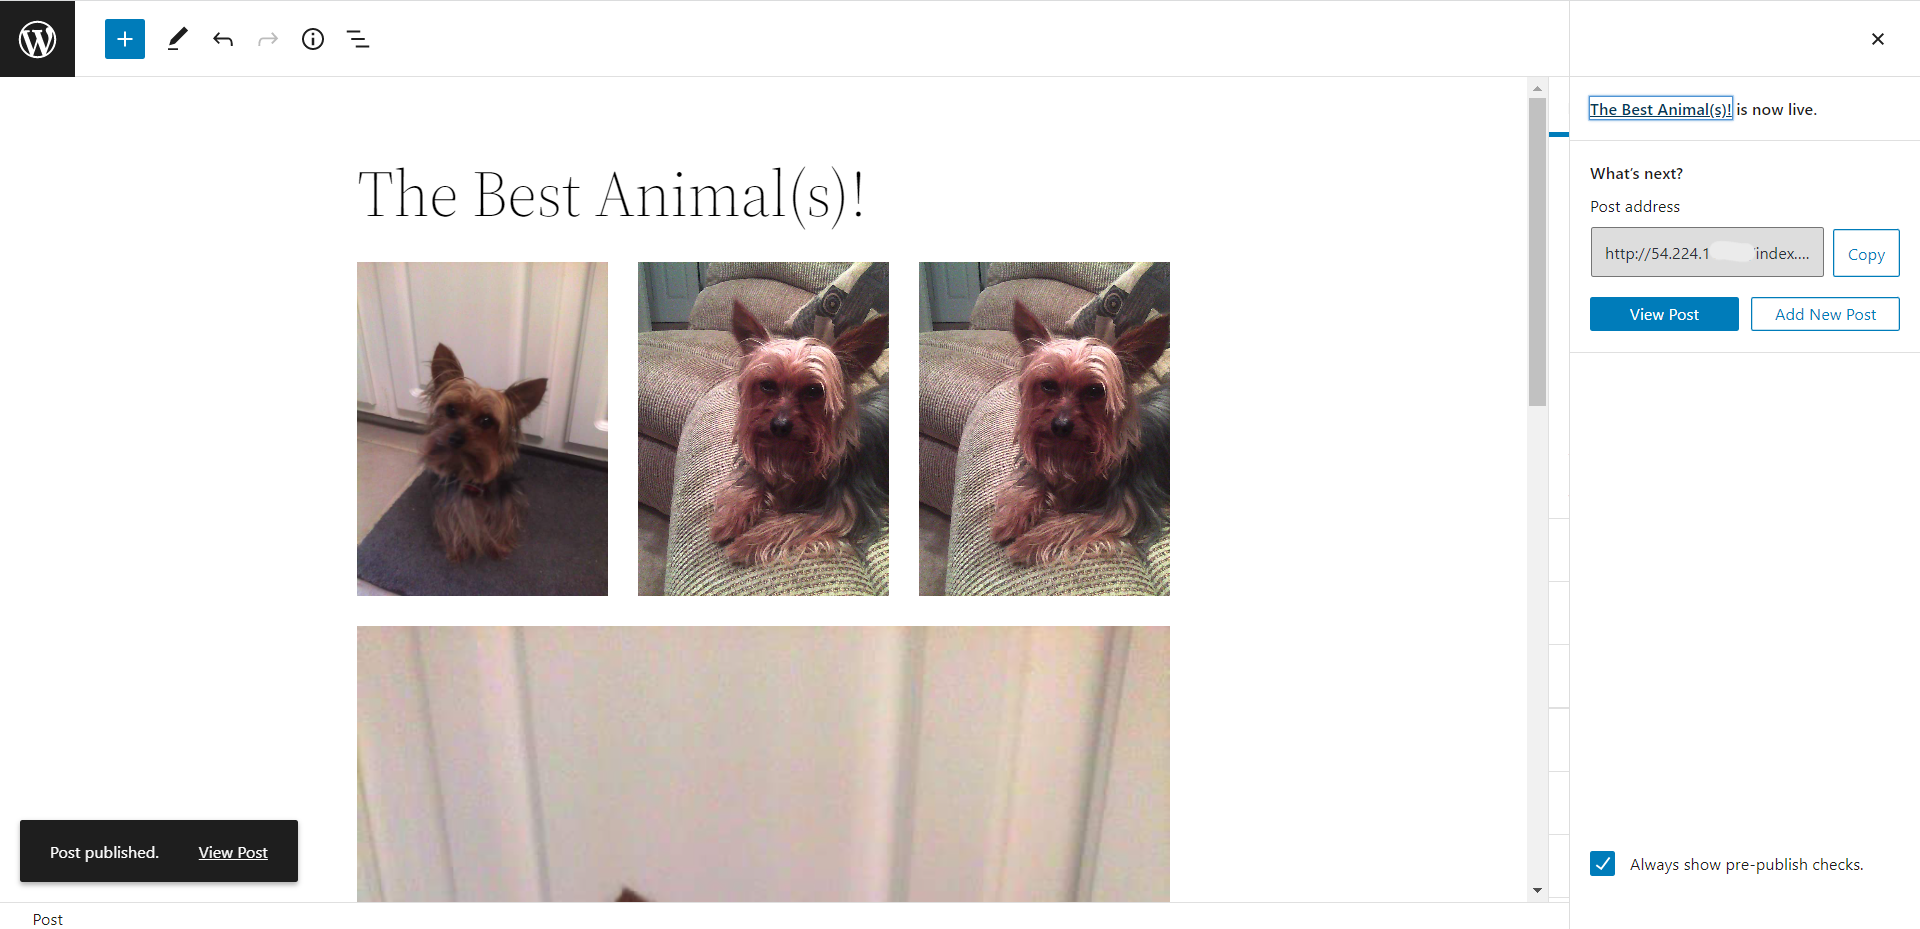 The Best Animal(s)! is now live.
The Best Animal(s)!
What's next?
Post address
http://54.224.1 index....
Copy
View Post
Add New Post
Post published. View Post
Always show pre-publish checks.
Post